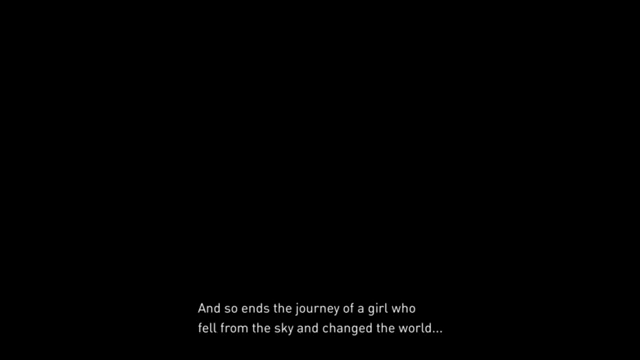 And so ends the journey of a girl who
fell from the sky and changed the world...